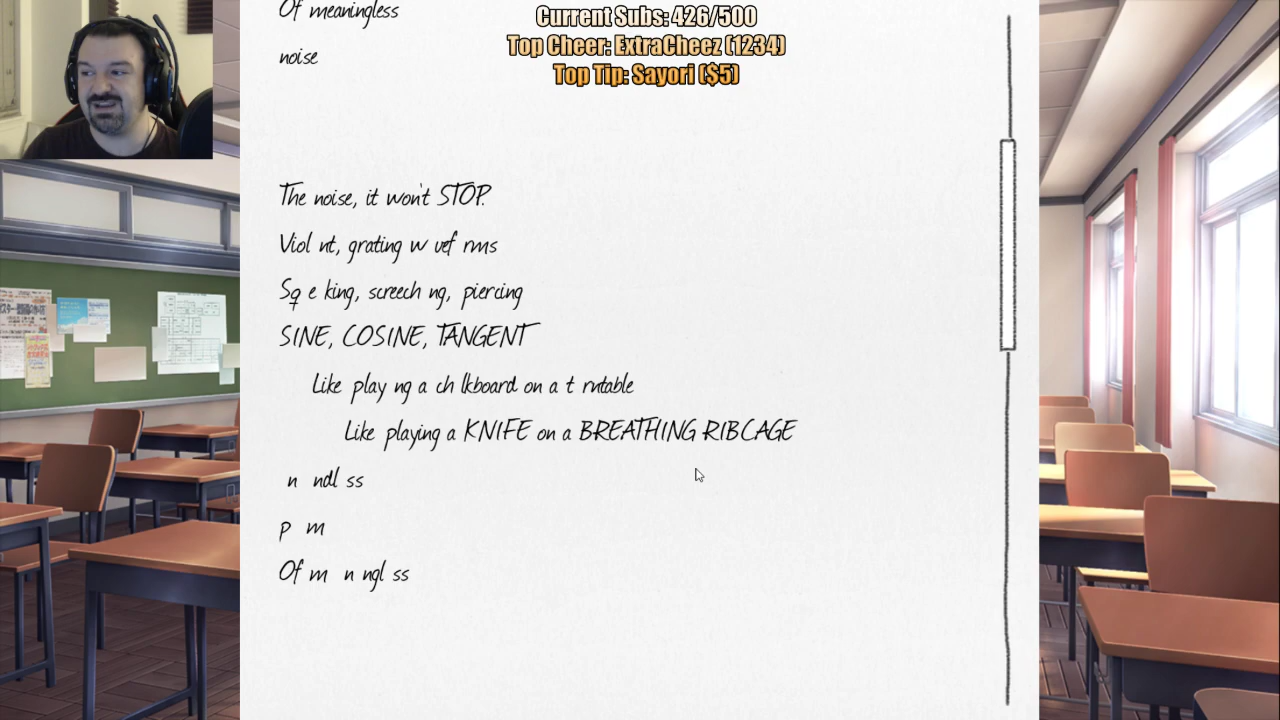 Current Subs: 426/500
Top Cheer: ExtraCheez (1234)
Top Tip: Sayori ($5)
Of meaningless
noise
The noise, it won't STOP.
Viol nt, grating w vef rms
Sq e king, screech ng, piercing
SINE, COSINE, TANGENT
Like play ng a ch lkboard on a t rntable
Like playing a KNIFE on a BREATHING RIBCAGE
n ndl ss
p m
Of m n ngl ss